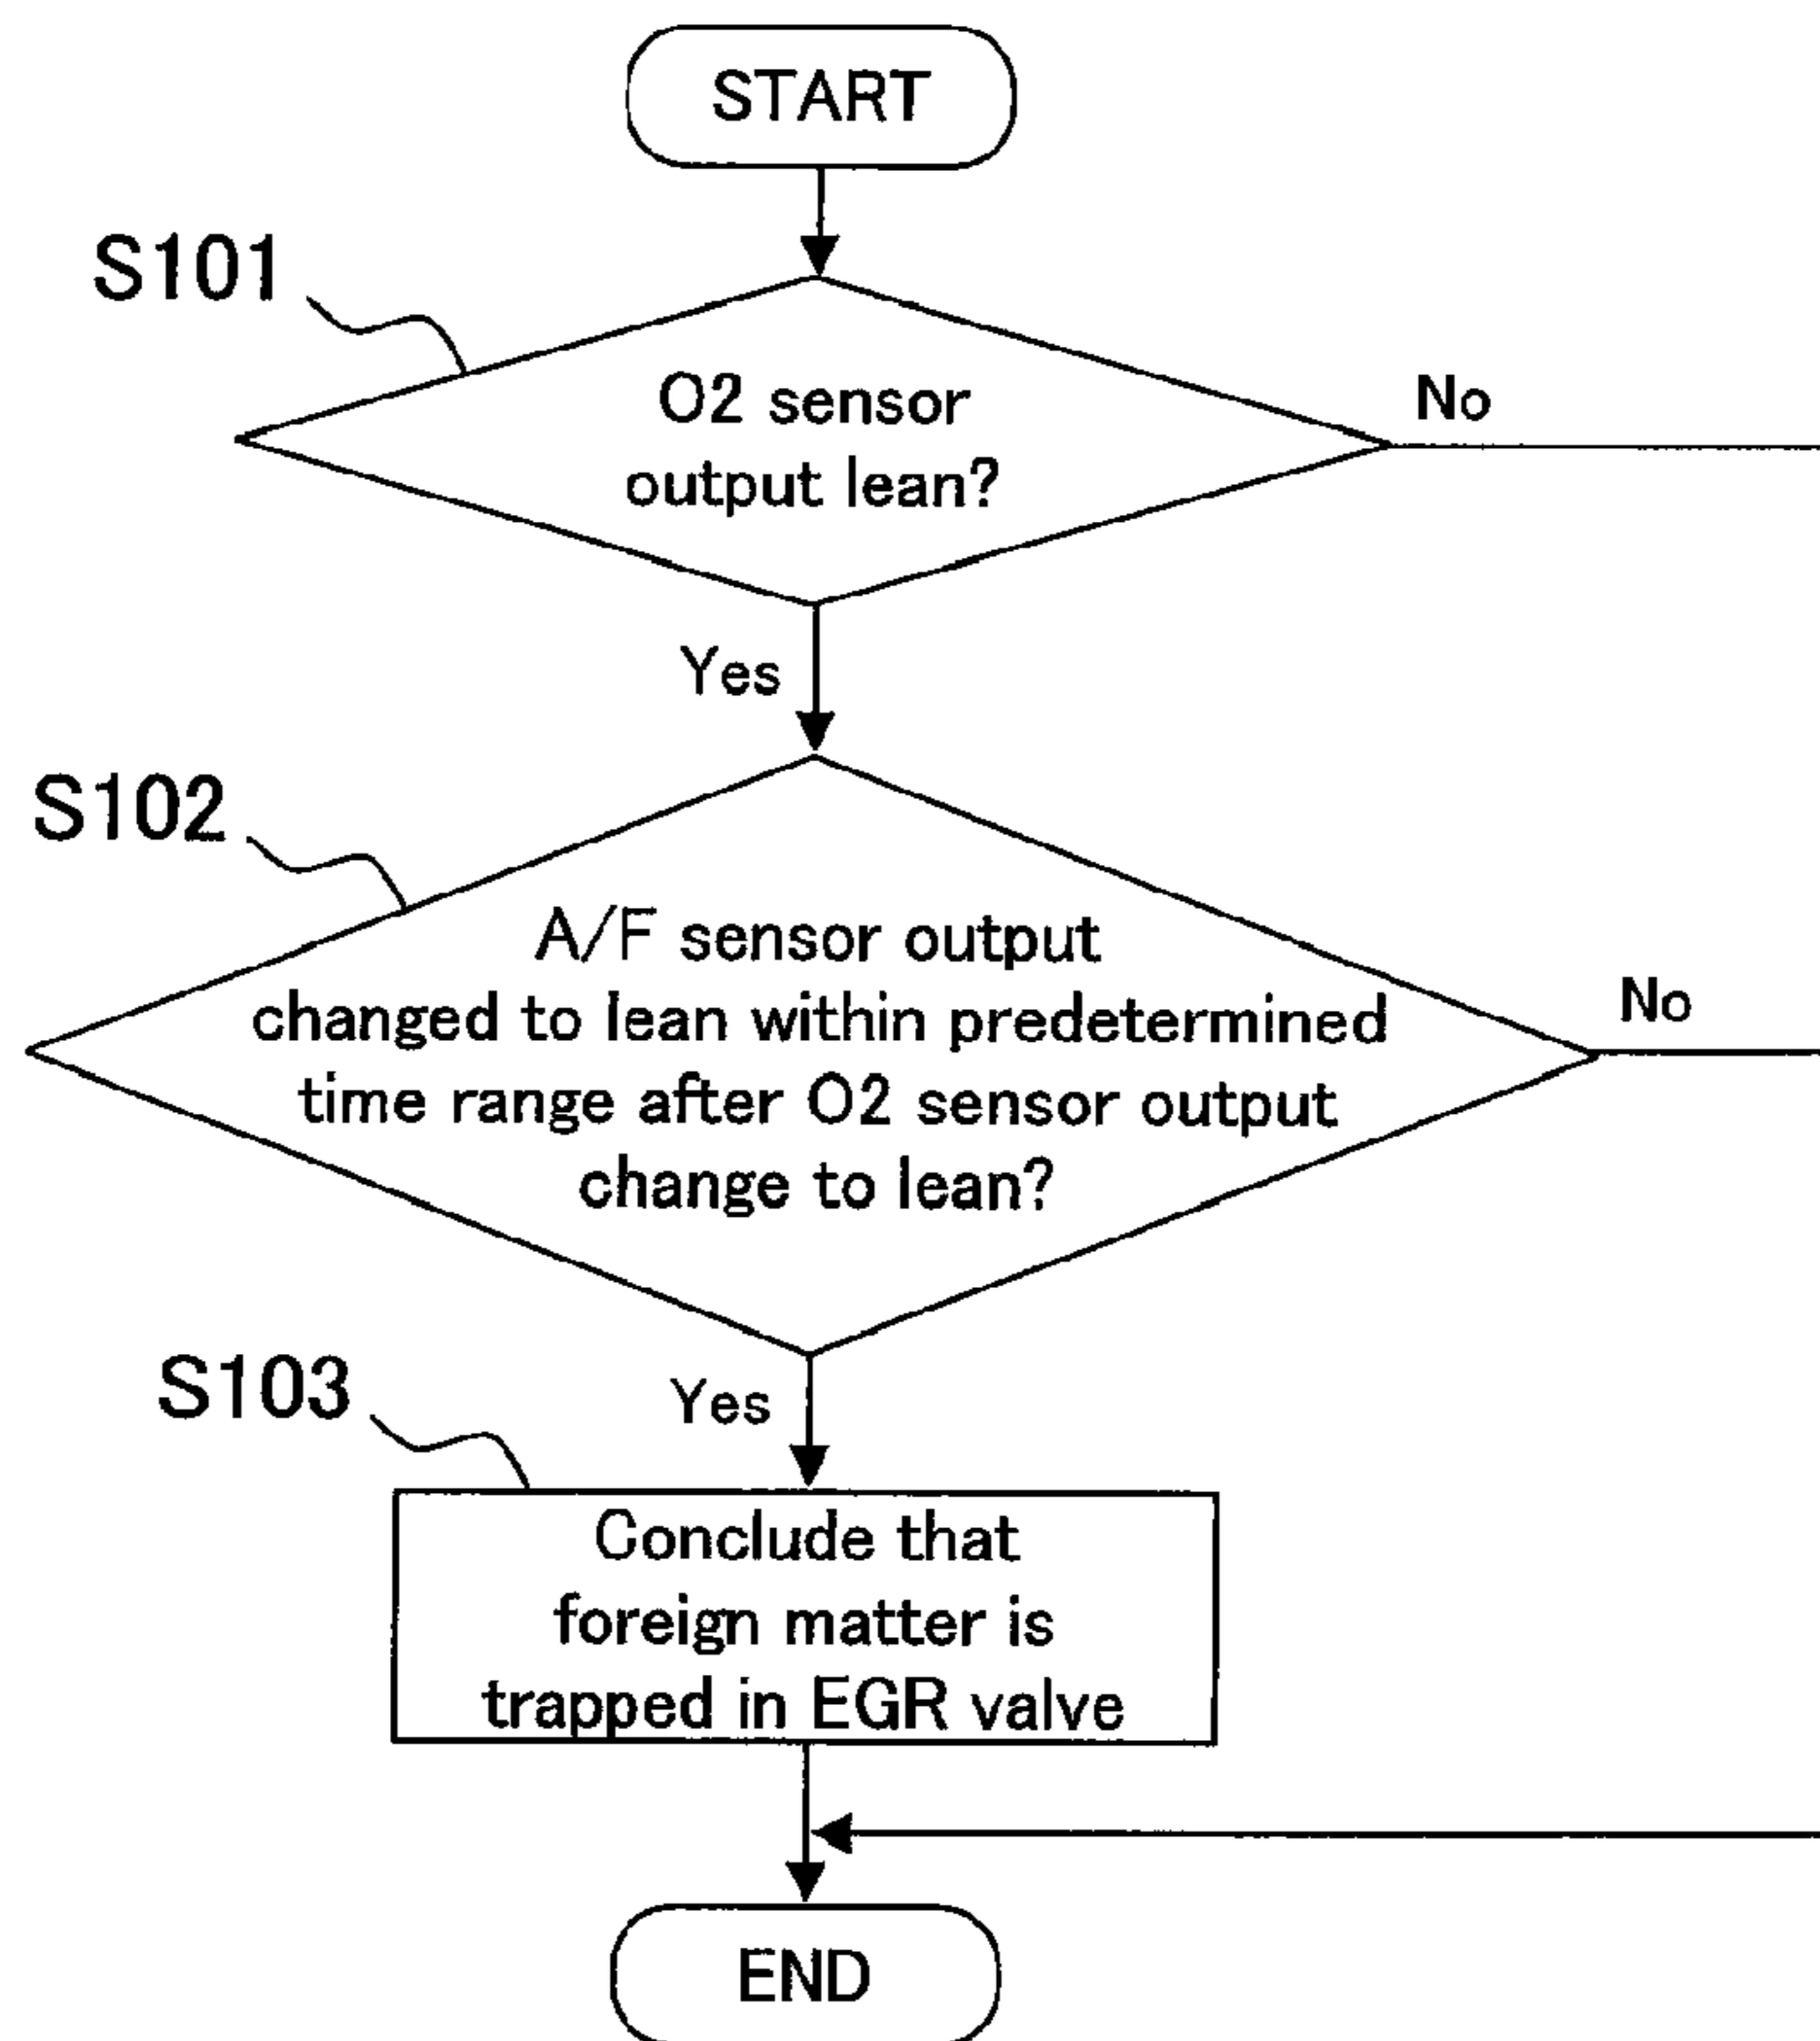 START
S101
O2 sensor
output lean?
No
Yes
S102
A/F sensor output
changed to lean within predetermined
time range after O2 sensor output
change to lean?
No
S103
Yes
Conclude that
foreign matter is
trapped in EGR valve
END